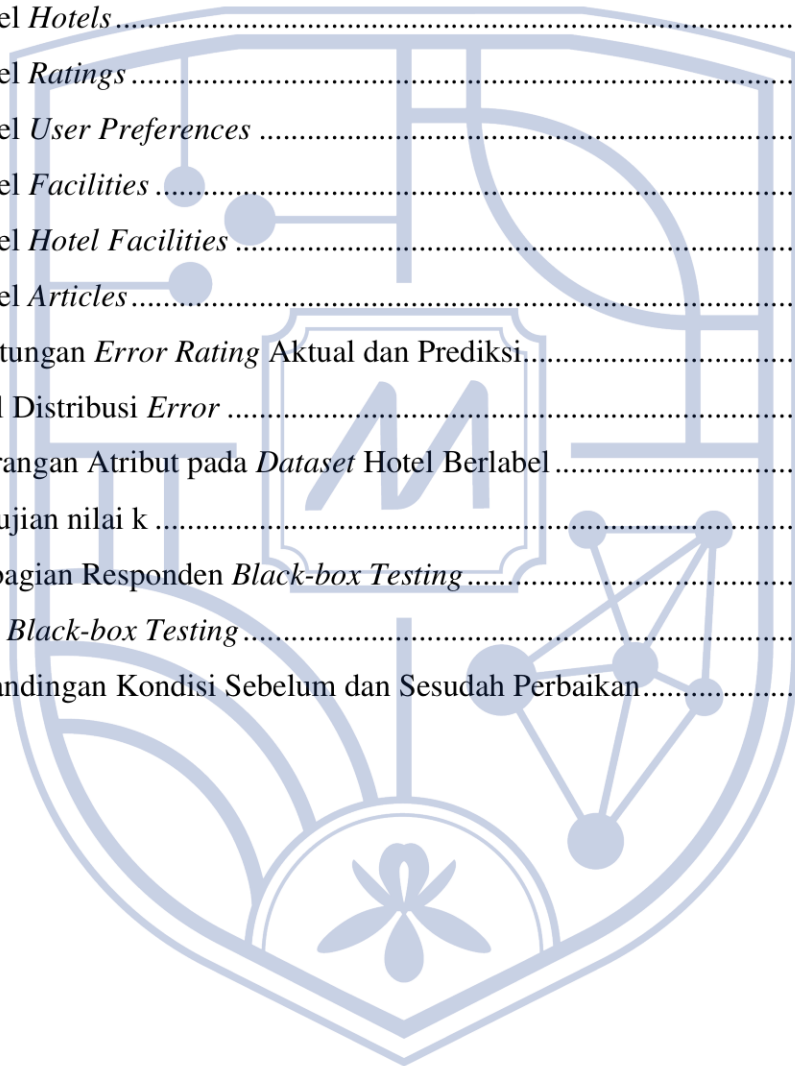 el Hotels..........................................................................................
el Ratings........................................................................................
el User Preferences ........................................................................
el Facilities ....................................................................................
el Hotel Facilities ...........................................................................
el Articles........................................................................................
tungan Error Rating Aktual dan Prediksi.......................................
l Distribusi Error .............................................................................
rangan Atribut pada Dataset Hotel Berlabel ...................................
ujian nilai k .....................................................................................
bagian Responden Black-box Testing.............................................
Black-box Testing...........................................................................
andingan Kondisi Sebelum dan Sesudah Perbaikan........................